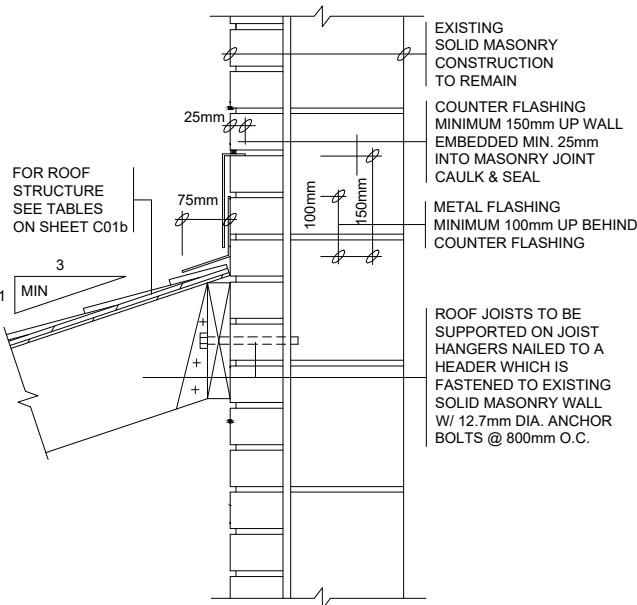 EXISTING
SOLID MASONRY
CONSTRUCTION
TO REMAIN
25mm
COUNTER FLASHING
MINIMUM 150mm UP WALL
EMBEDDED MIN. 25mm
INTO MASONRY JOINT
CAULK & SEAL
FOR ROOF
STRUCTURE
SEE TABLES
ON SHEET C01b
75mm
100mm
150mm
METAL FLASHING
MINIMUM 100mm UP BEHIND
COUNTER FLASHING
3
1
MIN
ROOF JOISTS TO BE
SUPPORTED ON JOIST
HANGERS NAILED TO A
HEADER WHICH IS
FASTENED TO EXISTING
SOLID MASONRY WALL
W/ 12.7mm DIA. ANCHOR
BOLTS @ 800mm O.C.